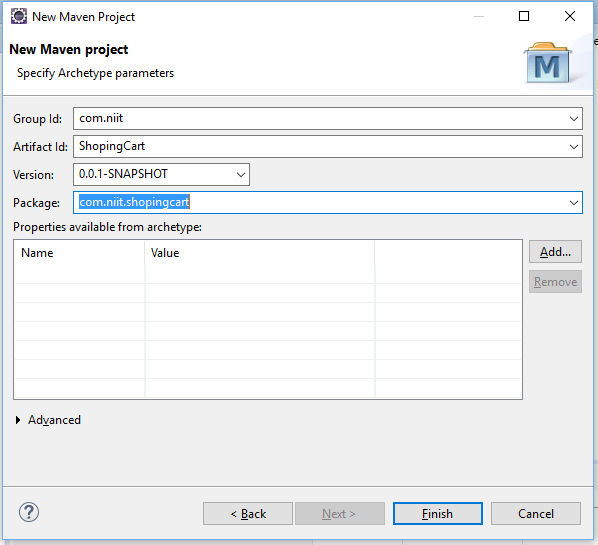 New Maven Project
New Maven project
Specify Archetype parameters
M
Group Id: com.niit
Artifact Id: ShopingCart
Version: 0.0.1-SNAPSHOT
Package: com.niit.shopingcart
Properties available from archetype:
Name Value
Add...
Remove
Advanced
? < Back Next > Finish Cancel